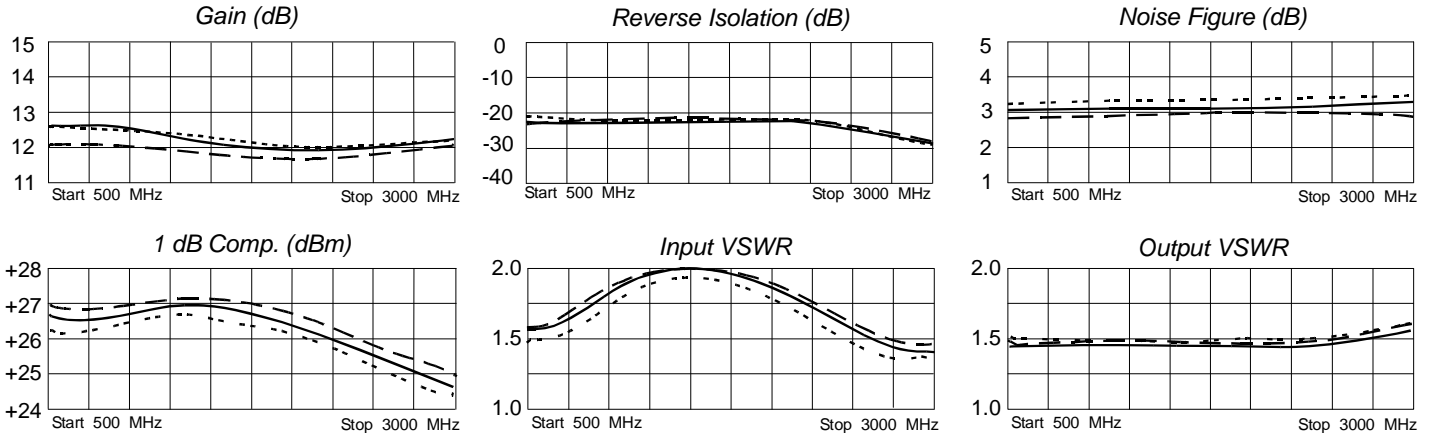 Gain (dB)
15
14
13
12
11
Start 500 MHz
Stop 3000 MHz
Reverse Isolation (dB)
0
-10
-20
-30
-40
Start 500 MHz
Stop 3000 MHz
Noise Figure (dB)
5
4
3
2
1
Start 500 MHz
Stop 3000 MHz
1 dB Comp. (dBm)
+28
+27
+26
+25
+24
Start 500 MHz
Stop 3000 MHz
Input VSWR
2.0
1.5
1.0
Start 500 MHz
Stop 3000 MHz
Output VSWR
2.0
1.5
1.0
Start 500 MHz
Stop 3000 MHz